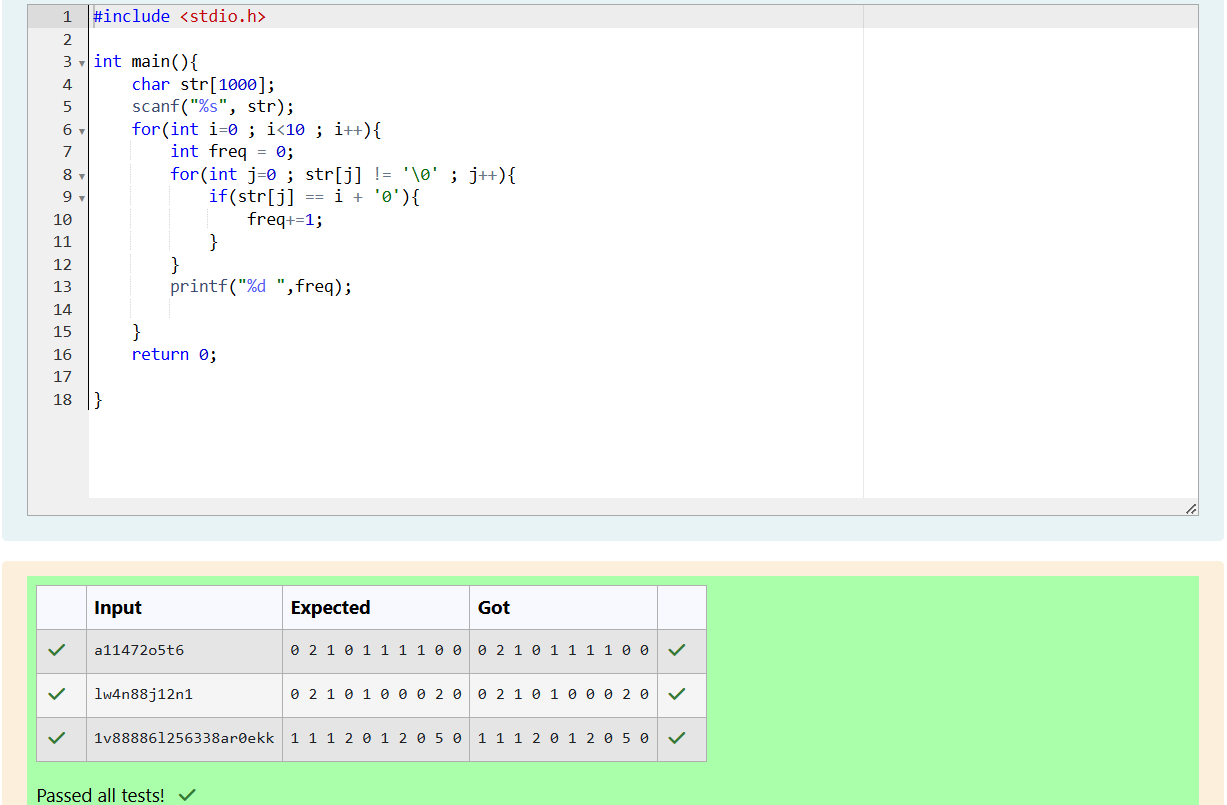 1 #include <stdio.h>
2
3 int main(){
4     char str[1000];
5     scanf("%s", str);
6     for(int i=0 ; i<10 ; i++){
7         int freq = 0;
8         for(int j=0 ; str[j] != '\0' ; j++){
9             if(str[j] == i + '0'){
10                 freq+=1;
11             }
12         }
13         printf("%d ",freq);
14
15     }
16     return 0;
17
18 }
Input Expected Got
a11472o5t6 0 2 1 0 1 1 1 1 0 0 0 2 1 0 1 1 1 1 0 0
lw4n88j12n1 0 2 1 0 1 0 0 0 2 0 0 2 1 0 1 0 0 0 2 0
1v88886l256338ar0ekk 1 1 1 2 0 1 2 0 5 0 1 1 1 2 0 1 2 0 5 0
Passed all tests!